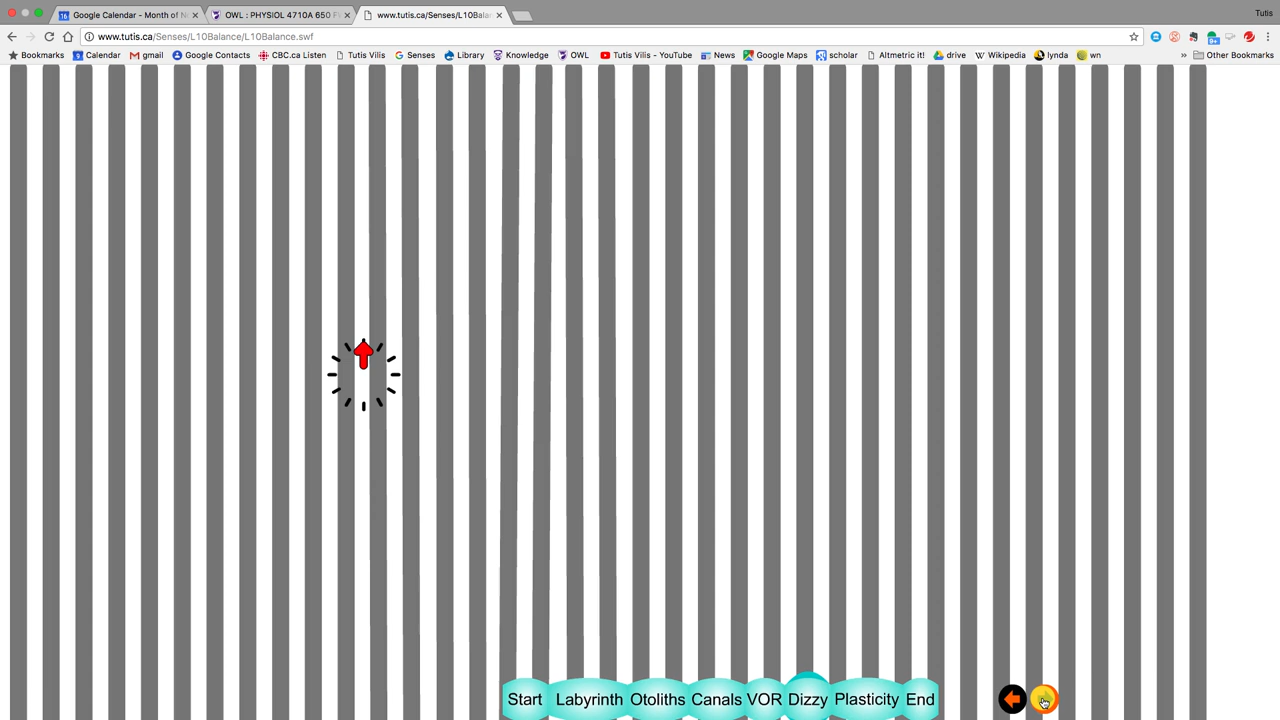 Google Calendar - Month of N
OWL : PHYSIOL 4710A 650 F
www.tutis.ca/Senses/L10Bala
Tutis
www.tutis.ca/Senses/L10Balance/L10Balance.swf
Bookmarks Calendar gmail Google Contacts CBC.ca Listen Tutis Vilis Senses Library Knowledge OWL Tutis Vilis - YouTube News Google Maps scholar Altmetric it! drive Wikipedia lynda wn » Other Bookmarks
Start Labyrinth Otoliths Canals VOR Dizzy Plasticity End